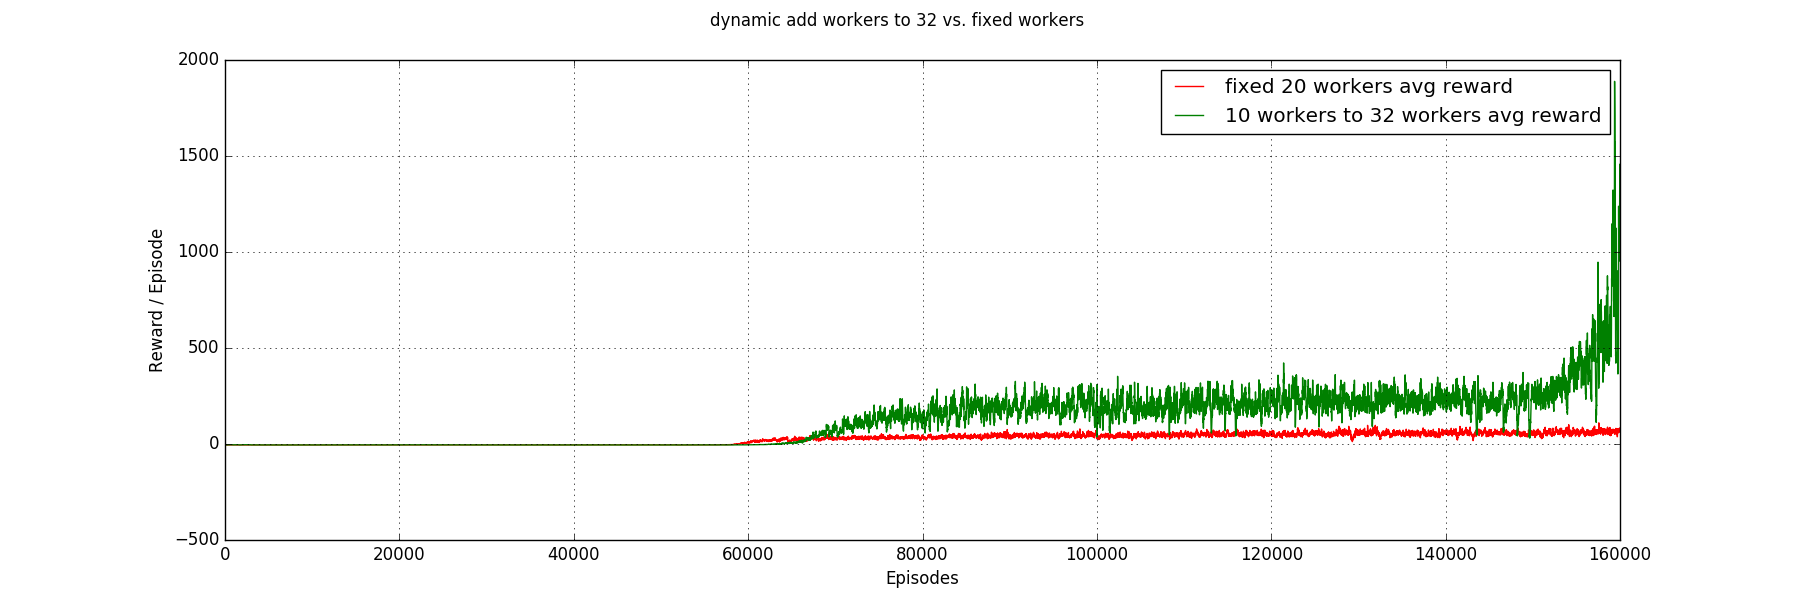 dynamic add workers to 32 vs. fixed workers
2000
1500
1000
500
0
−500
Reward / Episode
fixed 20 workers avg reward
10 workers to 32 workers avg reward
0 20000 40000 60000 80000 100000 120000 140000 160000
Episodes